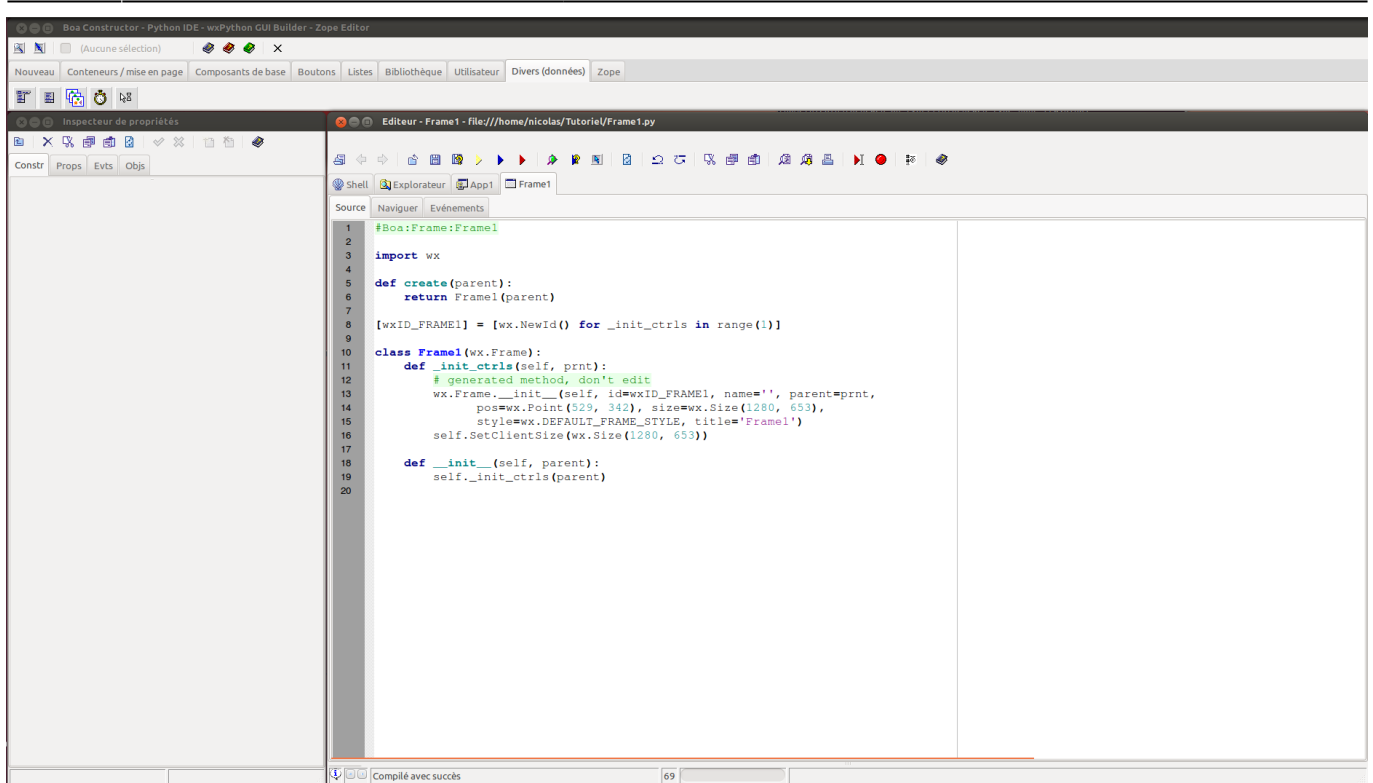 Boa Constructor - Python IDE - wxPython GUI Builder - Zope Editor
(Aucune sélection)
Nouveau Conteneurs / mise en page Composants de base Boutons Listes Bibliothèque Utilisateur Divers (données) Zope
Inspecteur de propriétés
Constr Props Evts Objs
Editeur - Frame1 - file:///home/nicolas/Tutoriel/Frame1.py
Shell Explorateur App1 Frame1
Source Naviguer Evénements
1 #Boa:Frame:Frame1
2
3 import wx
4
5 def create(parent):
6 return Frame1(parent)
7
8 [wxID_FRAME1] = [wx.NewId() for _init_ctrls in range(1)]
9
10 class Frame1(wx.Frame):
11 def _init_ctrls(self, prnt):
12 # generated method, don't edit
13 wx.Frame.__init__(self, id=wxID_FRAME1, name='', parent=prnt,
14 pos=wx.Point(529, 342), size=wx.Size(1280, 653),
15 style=wx.DEFAULT_FRAME_STYLE, title='Frame1')
16 self.SetClientSize(wx.Size(1280, 653))
17
18 def __init__(self, parent):
19 self._init_ctrls(parent)
20
Compilé avec succès 69